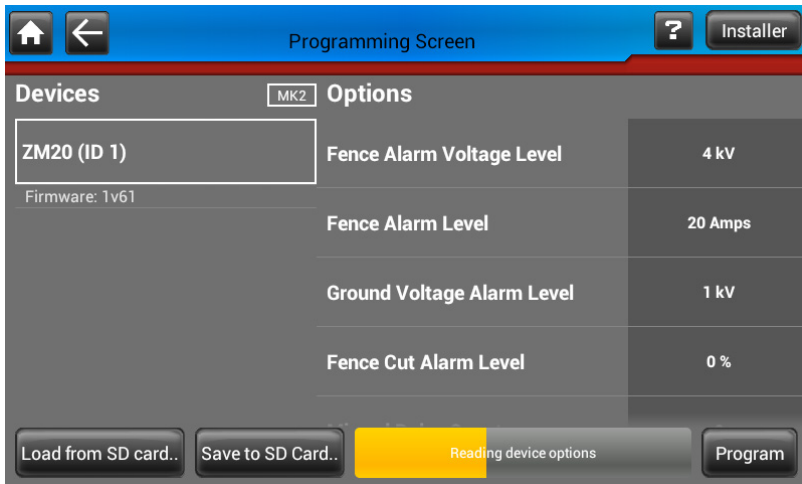 Programming Screen
?
Installer
Devices
MK2
Options
ZM20 (ID 1)
Firmware: 1v61
Fence Alarm Voltage Level
4 kV
Fence Alarm Level
20 Amps
Ground Voltage Alarm Level
1 kV
Fence Cut Alarm Level
0 %
Load from SD card..
Save to SD Card..
Reading device options
Program